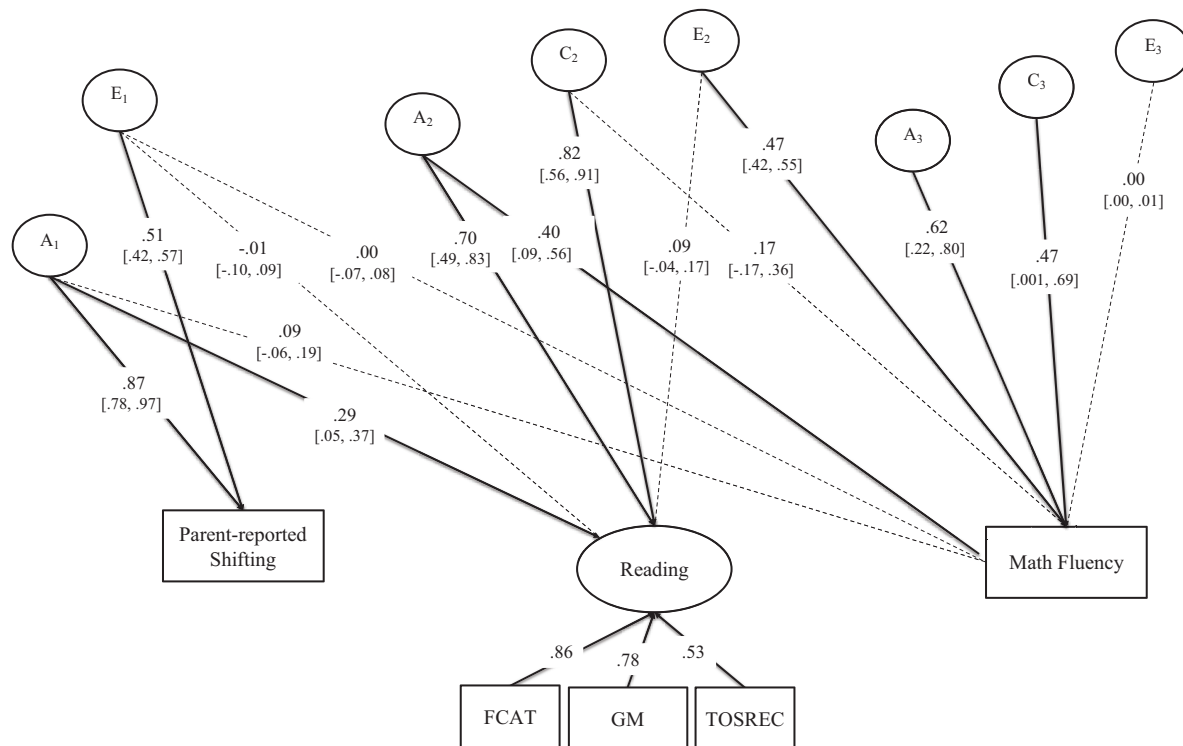 E₃
E₂
C₂
C₃
E₁
A₂
A₃
.82
[.56, .91]
.47
[.42, .55]
.00
[.00, .01]
A₁
.51
[.42, .57]
-.01
[-.10, .09]
.00
[-.07, .08]
.70
[.49, .83]
.40
[.09, .56]
.09
[-.04, .17]
.17
[-.17, .36]
.62
[.22, .80]
.47
[.001, .69]
.09
[-.06, .19]
.87
[.78, .97]
.29
[.05, .37]
Parent-reported
Shifting
Reading
Math Fluency
.86
.78
.53
FCAT
GM
TOSREC